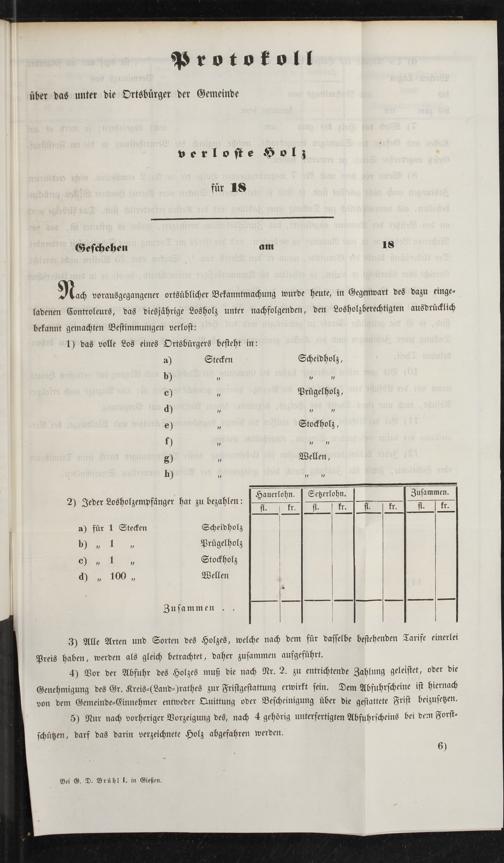 Protokoll
über das unter die Ortsbürger der Gemeinde
verloste Holz
für 18
Geschehen am 18
Nach vorausgegangener ortsüblicher Bekanntmachung wurde heute, in Gegenwart des dazu einge-
ladenen Controleurs, das diesjährige Losholz unter nachfolgenden, den Losholzberechtigten ausdrücklich
bekannt gemachten Bestimmungen verlost:
1) das volle Los eines Ortsbürgers besteht in:
a) Stecken Scheidholz,
b) „ „ „
c) „ Prügelholz,
d) „ „ „
e) „ Stockholz,
f) „ „ „
g) „ Wellen,
h) „ „ „
Hauerlohn. Setzerlohn. Zusammen.
2) Jeder Losholzempfänger hat zu bezahlen: fl. kr. fl. kr. fl. kr. fl. kr.
a) für 1 Stecken Scheidholz
b) „ 1 „ Prügelholz
c) „ 1 „ Stockholz
d) „ 100 „ Wellen
Zusammen . .
3) Alle Arten und Sorten des Holzes, welche nach dem für dasselbe bestehenden Tarife einerlei
Preis haben, werden als gleich betrachtet, daher zusammen aufgeführt.
4) Vor der Abfuhr des Holzes muß die nach Nr. 2. zu entrichtende Zahlung geleistet, oder die
Genehmigung des Gr. Kreis-(Land-)rathes zur Fristgestattung erwirkt sein. Dem Abfuhrscheine ist hiernach
von dem Gemeinde-Einnehmer entweder Quittung oder Bescheinigung über die gestattete Frist beizusetzen.
5) Nur nach vorheriger Vorzeigung des, nach 4 gehörig unterfertigten Abfuhrscheins bei dem Forst-
schützen, darf das darin verzeichnete Holz abgefahren werden.
6)
Bei G. D. Brühl I. in Gießen.